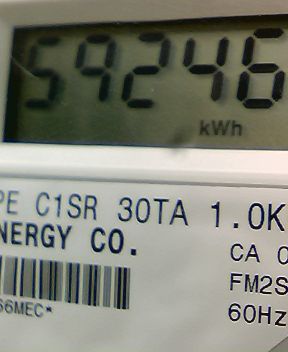 59246
kWh
PE C1SR 30TA 1.0K
NERGY CO.
CA 0
FM2S
66MEC*
60Hz